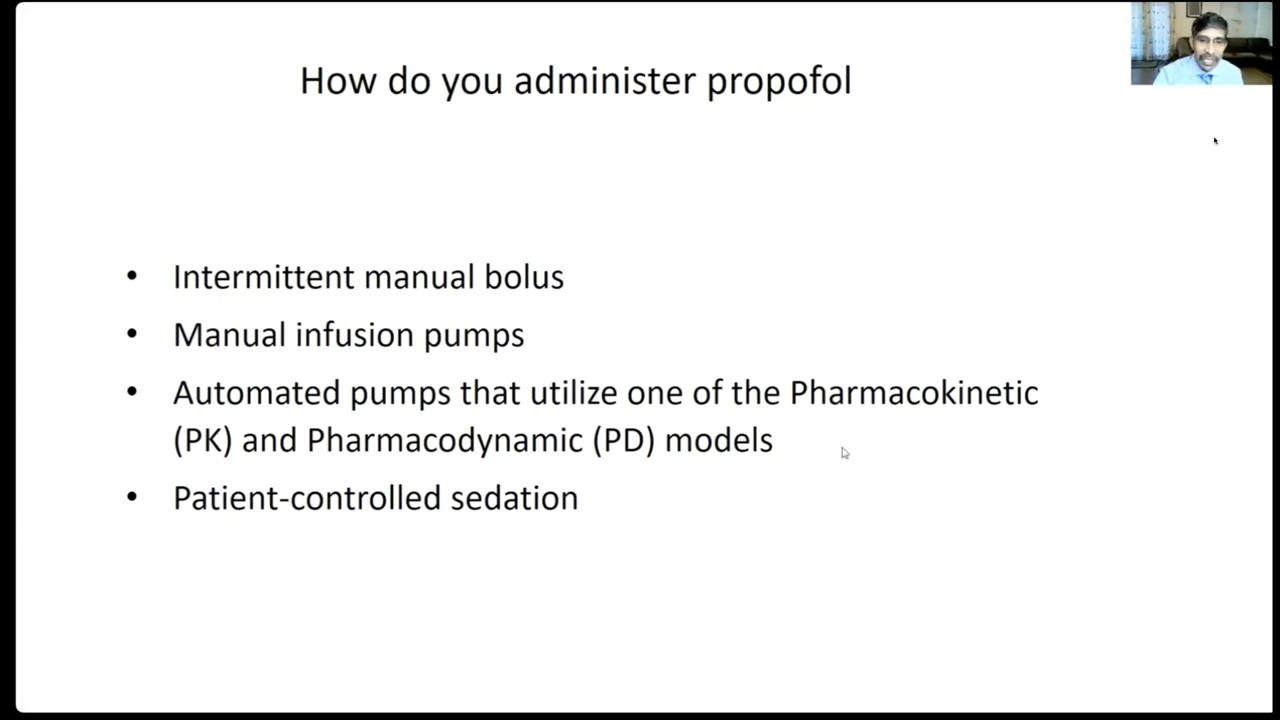 How do you administer propofol
• Intermittent manual bolus
• Manual infusion pumps
• Automated pumps that utilize one of the Pharmacokinetic
(PK) and Pharmacodynamic (PD) models
• Patient-controlled sedation